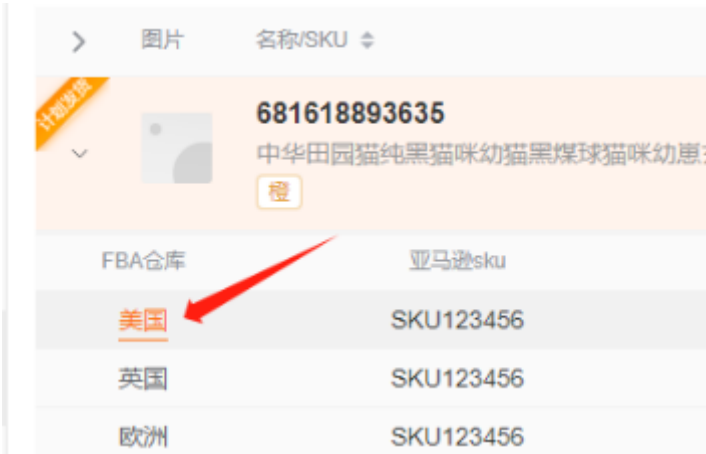 图片 名称/SKU
计划发货
681618893635
中华田园猫纯黑猫咪幼猫黑煤球猫咪幼崽
橙
FBA仓库 亚马逊sku
美国 SKU123456
英国 SKU123456
欧洲 SKU123456